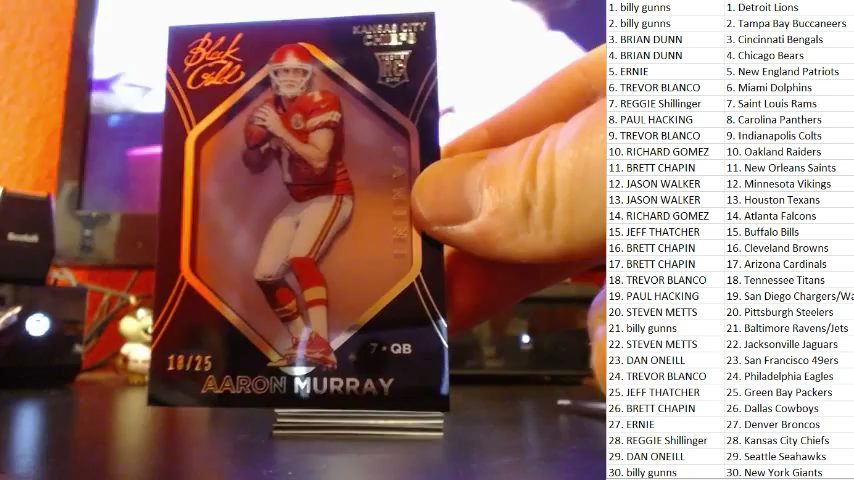 Black
Gold
KANSAS CITY
CHIEFS
RC
PANINI
7 • QB
18/25
AARON MURRAY
1. billy gunns 1. Detroit Lions
2. billy gunns 2. Tampa Bay Buccaneers
3. BRIAN DUNN 3. Cincinnati Bengals
4. BRIAN DUNN 4. Chicago Bears
5. ERNIE 5. New England Patriots
6. TREVOR BLANCO 6. Miami Dolphins
7. REGGIE Shillinger 7. Saint Louis Rams
8. PAUL HACKING 8. Carolina Panthers
9. TREVOR BLANCO 9. Indianapolis Colts
10. RICHARD GOMEZ 10. Oakland Raiders
11. BRETT CHAPIN 11. New Orleans Saints
12. JASON WALKER 12. Minnesota Vikings
13. JASON WALKER 13. Houston Texans
14. RICHARD GOMEZ 14. Atlanta Falcons
15. JEFF THATCHER 15. Buffalo Bills
16. BRETT CHAPIN 16. Cleveland Browns
17. BRETT CHAPIN 17. Arizona Cardinals
18. TREVOR BLANCO 18. Tennessee Titans
19. PAUL HACKING 19. San Diego Chargers/Wa
20. STEVEN METTS 20. Pittsburgh Steelers
21. billy gunns 21. Baltimore Ravens/Jets
22. STEVEN METTS 22. Jacksonville Jaguars
23. DAN ONEILL 23. San Francisco 49ers
24. TREVOR BLANCO 24. Philadelphia Eagles
25. JEFF THATCHER 25. Green Bay Packers
26. BRETT CHAPIN 26. Dallas Cowboys
27. ERNIE 27. Denver Broncos
28. REGGIE Shillinger 28. Kansas City Chiefs
29. DAN ONEILL 29. Seattle Seahawks
30. billy gunns 30. New York Giants